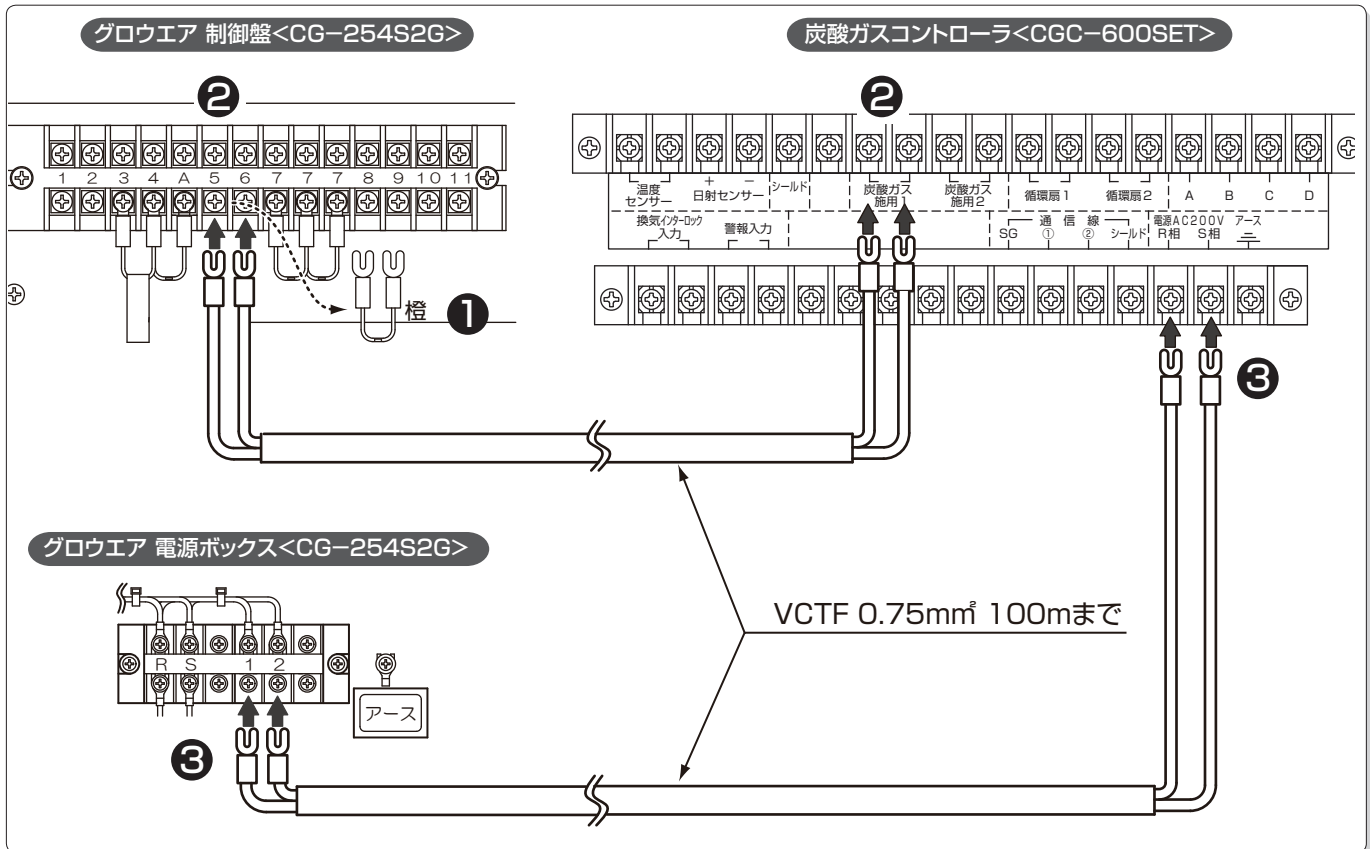 グロウエア 制御盤<CG-254S2G>
炭酸ガスコントローラ<CGC-600SET>
❷
❷
1 2 3 4 A 5 6 7 7 7 8 9 10 11
温度
センサー
+ -
日射センサー
シールド
炭酸ガス
施用1
炭酸ガス
施用2
循環扇1
循環扇2
A B C D
換気インターロック
入力
警報入力
通信線
SG ① ② シールド
電源AC200V
R相 S相
アース
橙
❶
❸
グロウエア 電源ボックス<CG-254S2G>
VCTF 0.75mm² 100mまで
R S 1 2
アース
❸